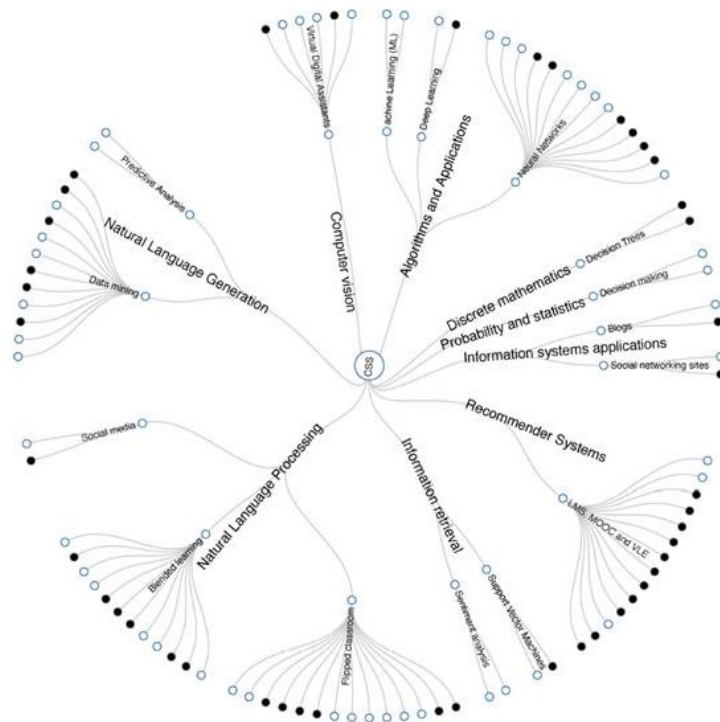 Virtual Digital Assistants
achine Learning (ML)
Deep Learning
Neural Networks
Predictive Analysis
Natural Language Generation
Data mining
Computer vision
Algorithms and Applications
Discrete mathematics
Decision Trees
Probability and statistics
Decision making
Information systems applications
Blogs
Social networking sites
CSS
Recommender Systems
LMS, MOOC and VLE
Information retrieval
Support Vector Machines
Sentiment analysis
Natural Language Processing
Social media
Blended learning
Flipped classroom